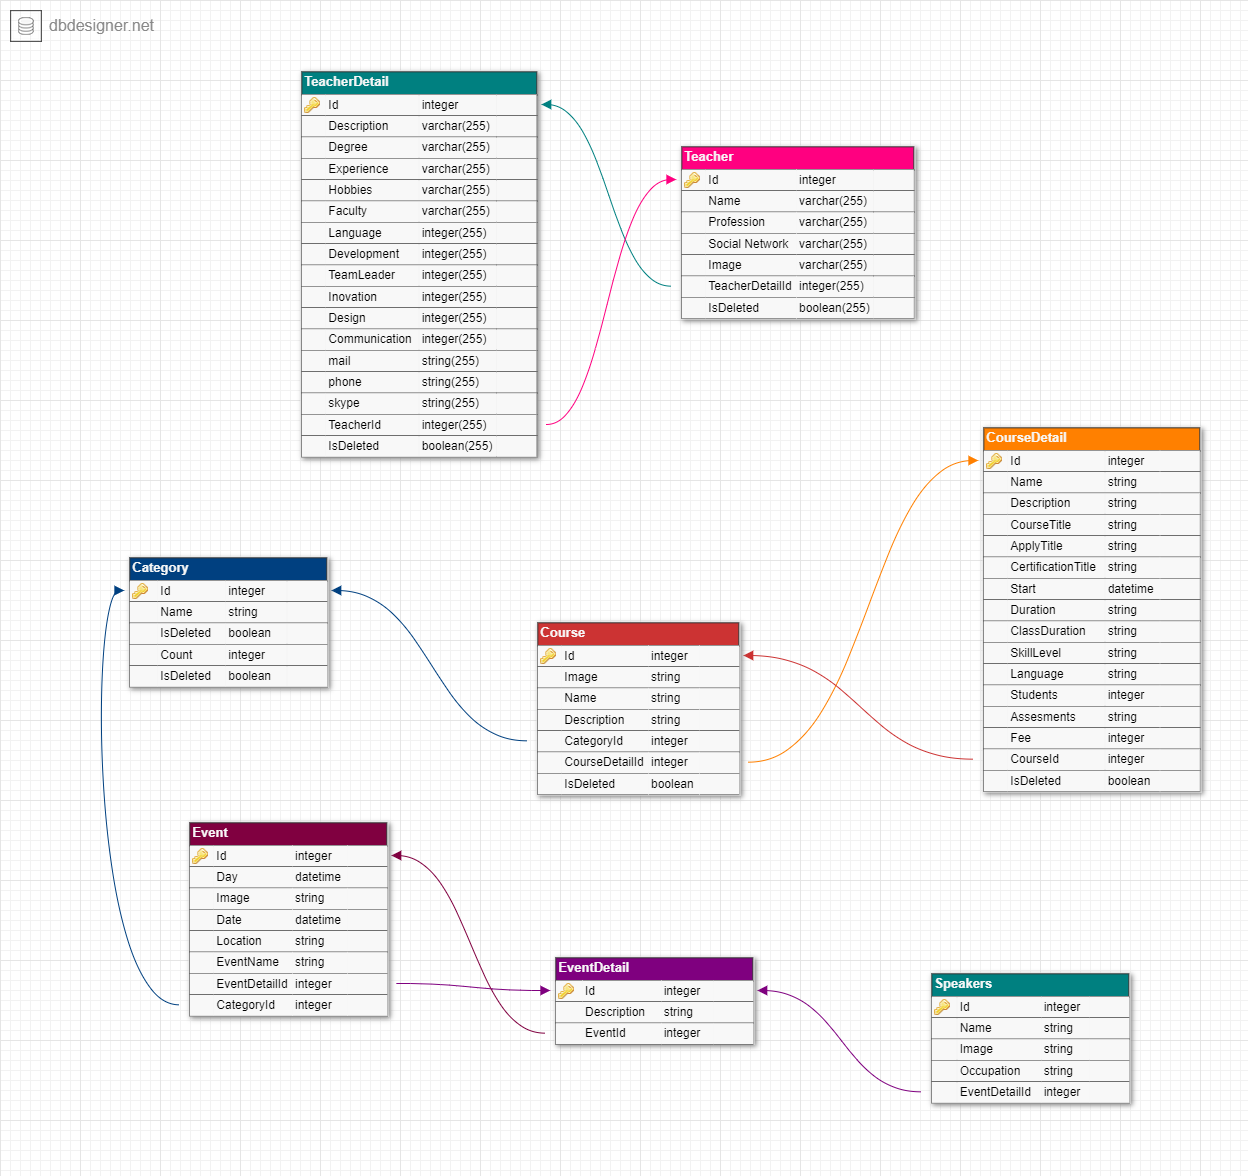 dbdesigner.net
TeacherDetail
Id integer
Description varchar(255)
Degree varchar(255)
Experience varchar(255)
Hobbies varchar(255)
Faculty varchar(255)
Language integer(255)
Development integer(255)
TeamLeader integer(255)
Inovation integer(255)
Design integer(255)
Communication integer(255)
mail string(255)
phone string(255)
skype string(255)
TeacherId integer(255)
IsDeleted boolean(255)
Teacher
Id integer
Name varchar(255)
Profession varchar(255)
Social Network varchar(255)
Image varchar(255)
TeacherDetailId integer(255)
IsDeleted boolean(255)
CourseDetail
Id integer
Name string
Description string
CourseTitle string
ApplyTitle string
CertificationTitle string
Start datetime
Duration string
ClassDuration string
SkillLevel string
Language string
Students integer
Assesments string
Fee integer
CourseId integer
IsDeleted boolean
Category
Id integer
Name string
IsDeleted boolean
Count integer
IsDeleted boolean
Course
Id integer
Image string
Name string
Description string
CategoryId integer
CourseDetailId integer
IsDeleted boolean
Event
Id integer
Day datetime
Image string
Date datetime
Location string
EventName string
EventDetailId integer
CategoryId integer
EventDetail
Id integer
Description string
EventId integer
Speakers
Id integer
Name string
Image string
Occupation string
EventDetailId integer